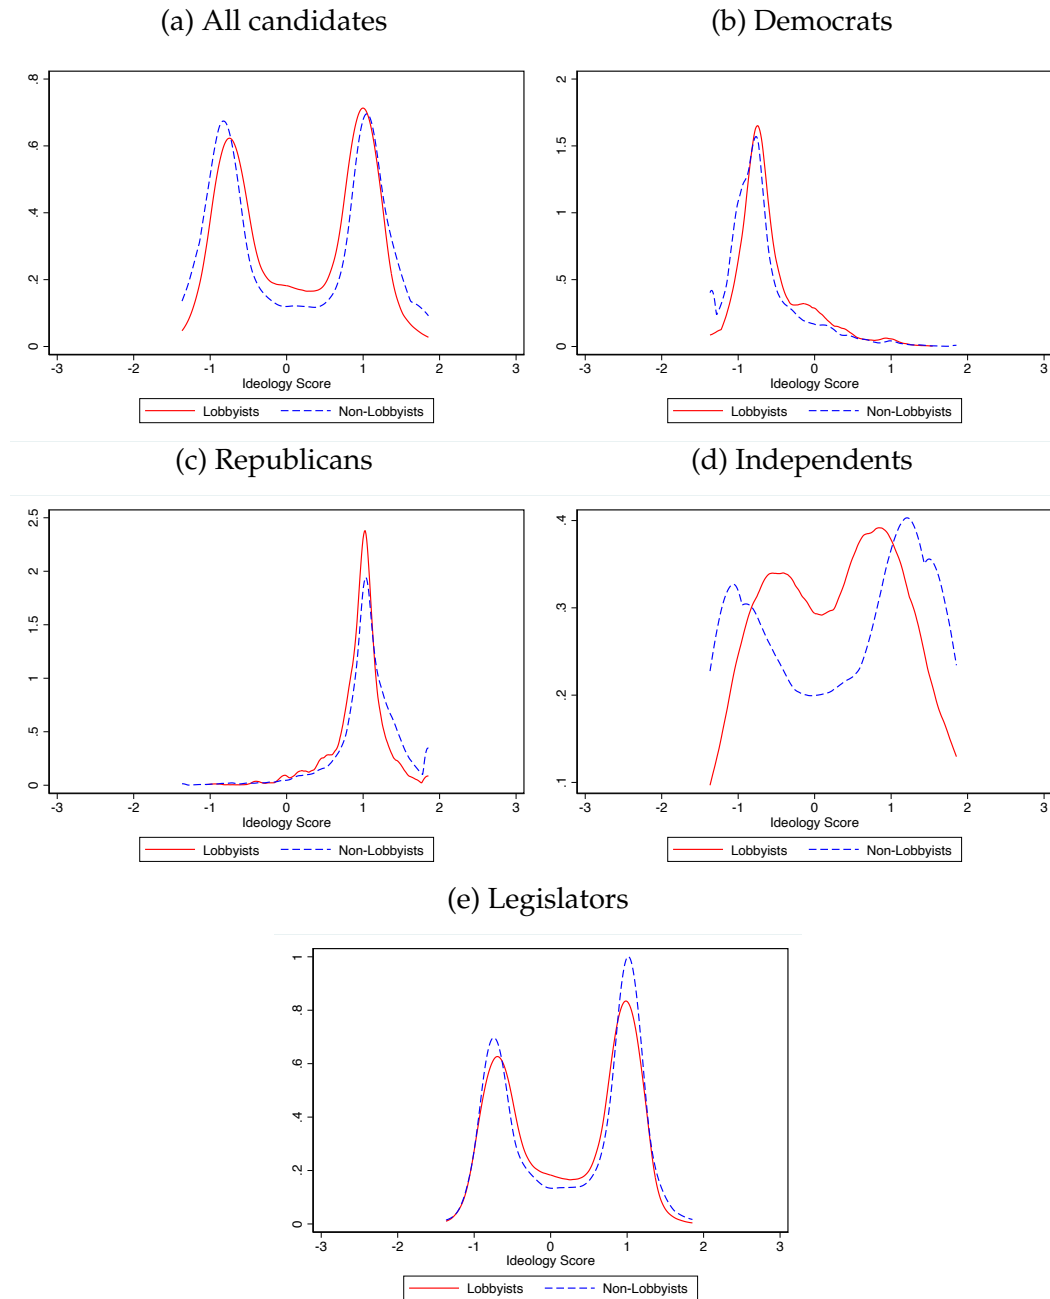 (a) All candidates
.8
.6
.4
.2
0
-3 -2 -1 0 1 2 3
Ideology Score
Lobbyists Non-Lobbyists
(b) Democrats
2
1.5
1
.5
0
-3 -2 -1 0 1 2 3
Ideology Score
Lobbyists Non-Lobbyists
(c) Republicans
2.5
2
1.5
1
.5
0
-3 -2 -1 0 1 2 3
Ideology Score
Lobbyists Non-Lobbyists
(d) Independents
.4
.3
.2
.1
-3 -2 -1 0 1 2 3
Ideology Score
Lobbyists Non-Lobbyists
(e) Legislators
1
.8
.6
.4
.2
0
-3 -2 -1 0 1 2 3
Ideology Score
Lobbyists Non-Lobbyists